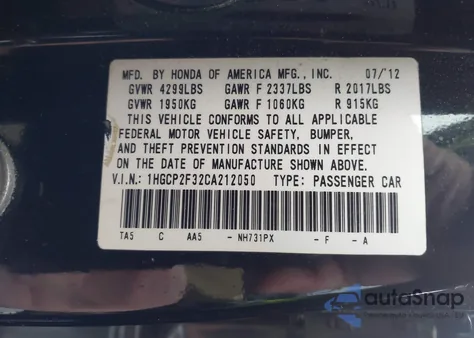 MFD. BY HONDA OF AMERICA MFG., INC. 07/'12
GVWR 4299LBS GAWR F 2337LBS R 2017LBS
GVWR 1950KG GAWR F 1060KG R 915KG
THIS VEHICLE CONFORMS TO ALL APPLICABLE
FEDERAL MOTOR VEHICLE SAFETY, BUMPER,
AND THEFT PREVENTION STANDARDS IN EFFECT
ON THE DATE OF MANUFACTURE SHOWN ABOVE.
V.I.N.: 1HGCP2F32CA212050 TYPE: PASSENGER CAR
TA5 C AA5 - NH731PX - F - A
autaSnap